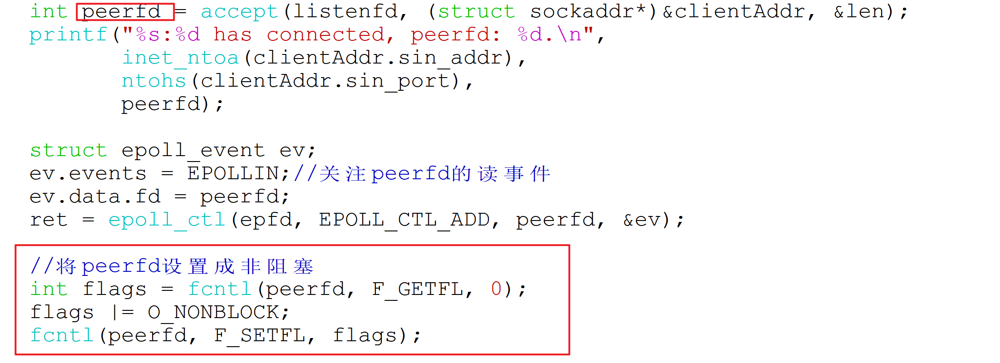 int peerfd = accept(listenfd, (struct sockaddr*)&clientAddr, &len);
printf("%s:%d has connected, peerfd: %d.\n",
inet_ntoa(clientAddr.sin_addr),
ntohs(clientAddr.sin_port),
peerfd);
struct epoll_event ev;
ev.events = EPOLLIN;//关注peerfd的读事件
ev.data.fd = peerfd;
ret = epoll_ctl(epfd, EPOLL_CTL_ADD, peerfd, &ev);
//将peerfd设置成非阻塞
int flags = fcntl(peerfd, F_GETFL, 0);
flags |= O_NONBLOCK;
fcntl(peerfd, F_SETFL, flags);